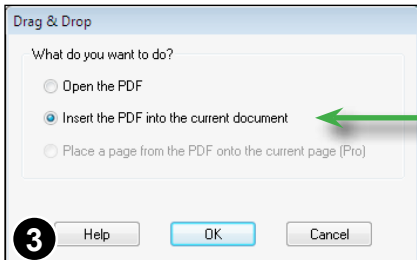 Drag & Drop
What do you want to do?
Open the PDF
Insert the PDF into the current document
Place a page from the PDF onto the current page (Pro)
3
Help
OK
Cancel